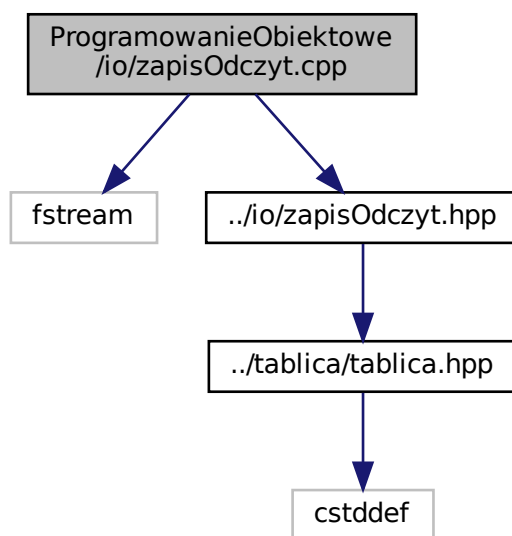 ProgramowanieObiektowe
/io/zapisOdczyt.cpp
fstream
../io/zapisOdczyt.hpp
../tablica/tablica.hpp
cstddef